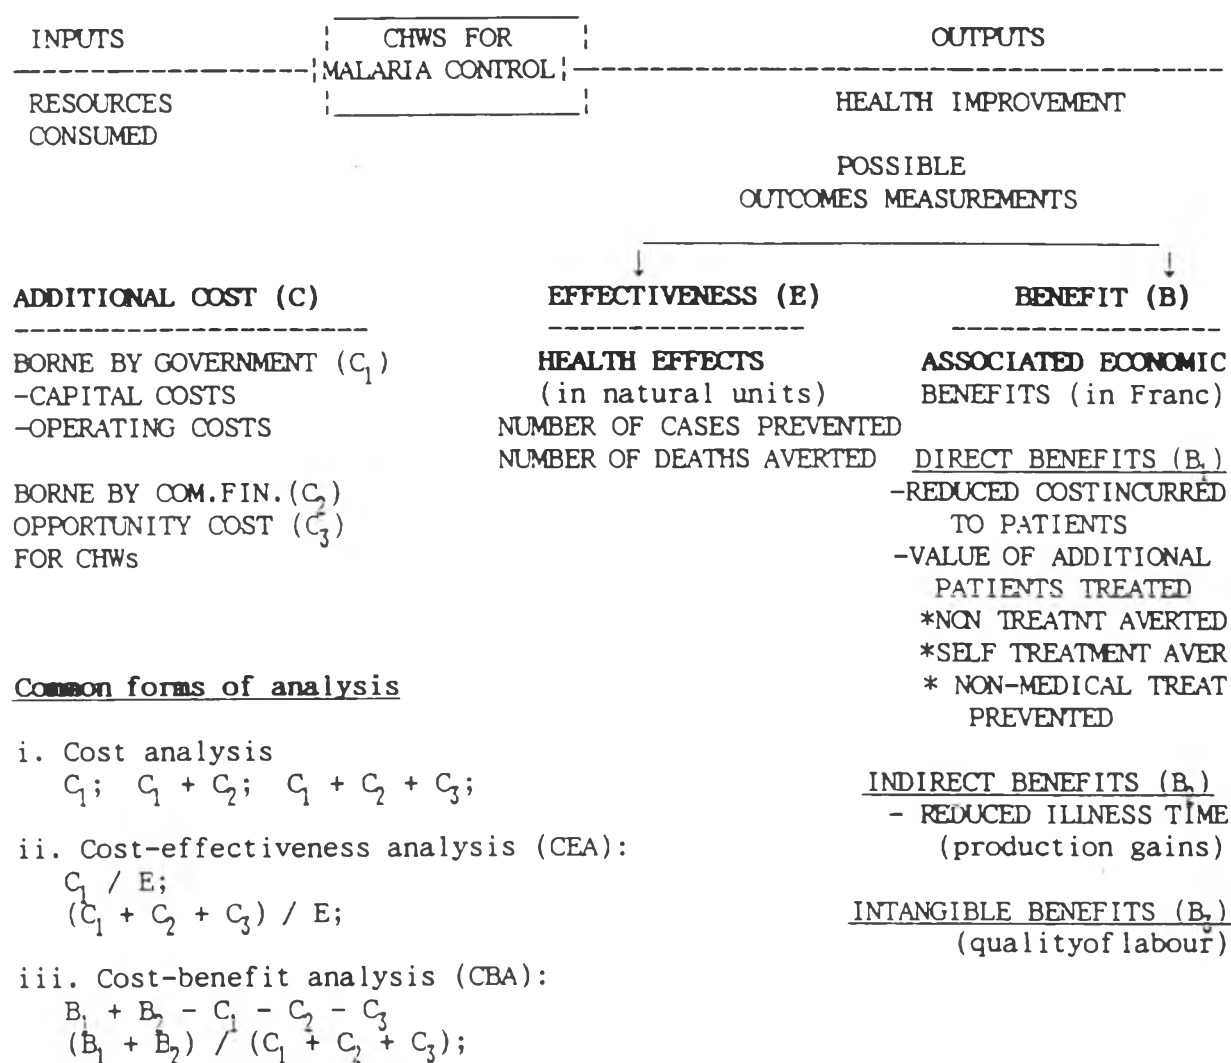 INPUTS
CHWS FOR
MALARIA CONTROL
OUTPUTS
RESOURCES
CONSUMED
HEALTH IMPROVEMENT
POSSIBLE
OUTCOMES MEASUREMENTS
ADDITIONAL COST (C)
BORNE BY GOVERNMENT (C1)
-CAPITAL COSTS
-OPERATING COSTS
BORNE BY COM.FIN.(C2)
OPPORTUNITY COST (C3)
FOR CHWs
EFFECTIVENESS (E)
HEALTH EFFECTS
(in natural units)
NUMBER OF CASES PREVENTED
NUMBER OF DEATHS AVERTED
BENEFIT (B)
ASSOCIATED ECONOMIC
BENEFITS (in Franc)
DIRECT BENEFITS (B1)
-REDUCED COSTINCURRED
TO PATIENTS
-VALUE OF ADDITIONAL
PATIENTS TREATED
*NON TREATNT AVERTED
*SELF TREATMENT AVER
* NON-MEDICAL TREAT
PREVENTED
INDIRECT BENEFITS (B2)
- REDUCED ILLNESS TIME
(production gains)
INTANGIBLE BENEFITS (B3)
(qualityof labour)
Common forms of analysis
i. Cost analysis
C1; C1 + C2; C1 + C2 + C3;
ii. Cost-effectiveness analysis (CEA):
C1 / E;
(C1 + C2 + C3) / E;
iii. Cost-benefit analysis (CBA):
B1 + B2 - C1 - C2 - C3
(B1 + B2) / (C1 + C2 + C3);